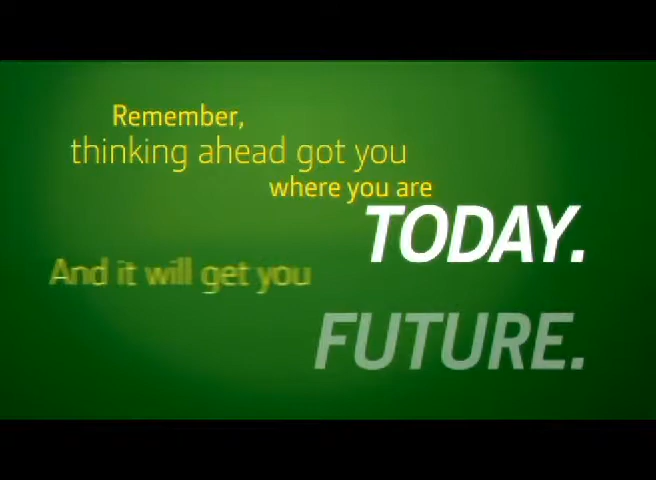 Remember,
thinking ahead got you
where you are
TODAY.
And it will get you
FUTURE.